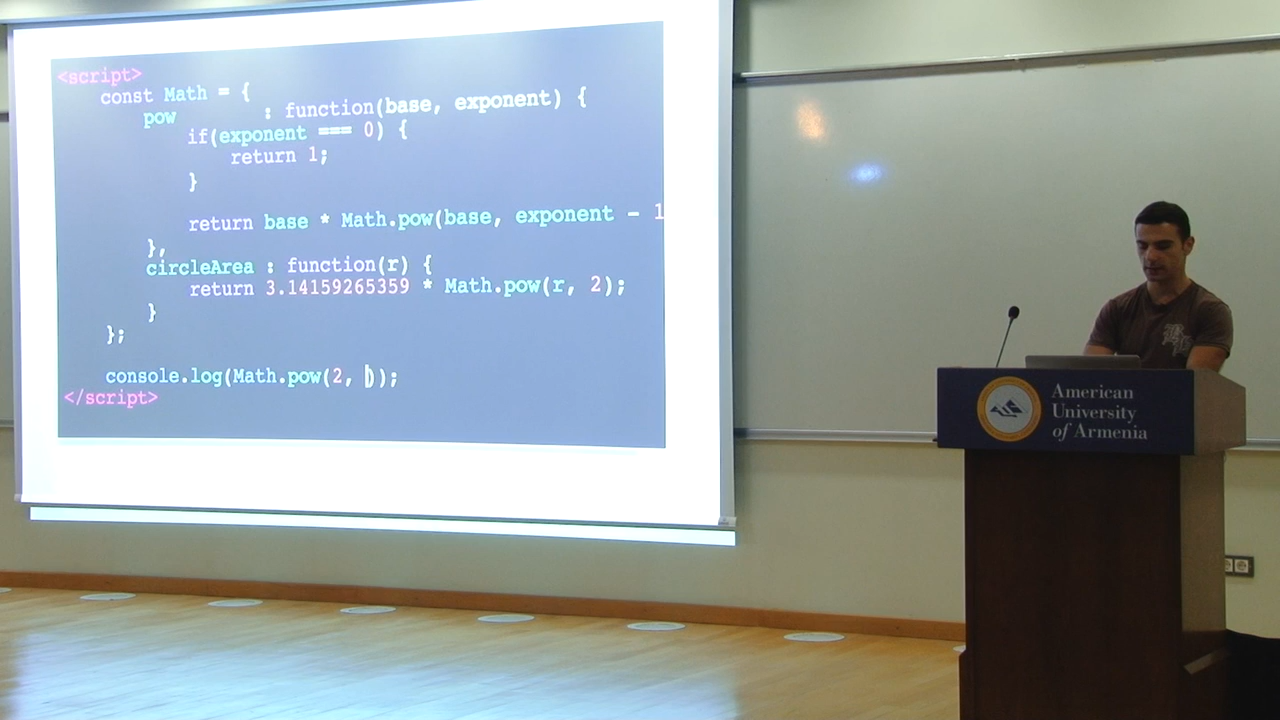 <script>
const Math = {
pow : function(base, exponent) {
if(exponent === 0) {
return 1;
}
return base * Math.pow(base, exponent - 1
},
circleArea : function(r) {
return 3.14159265359 * Math.pow(r, 2);
}
};
console.log(Math.pow(2, ));
</script>
American
University
of Armenia